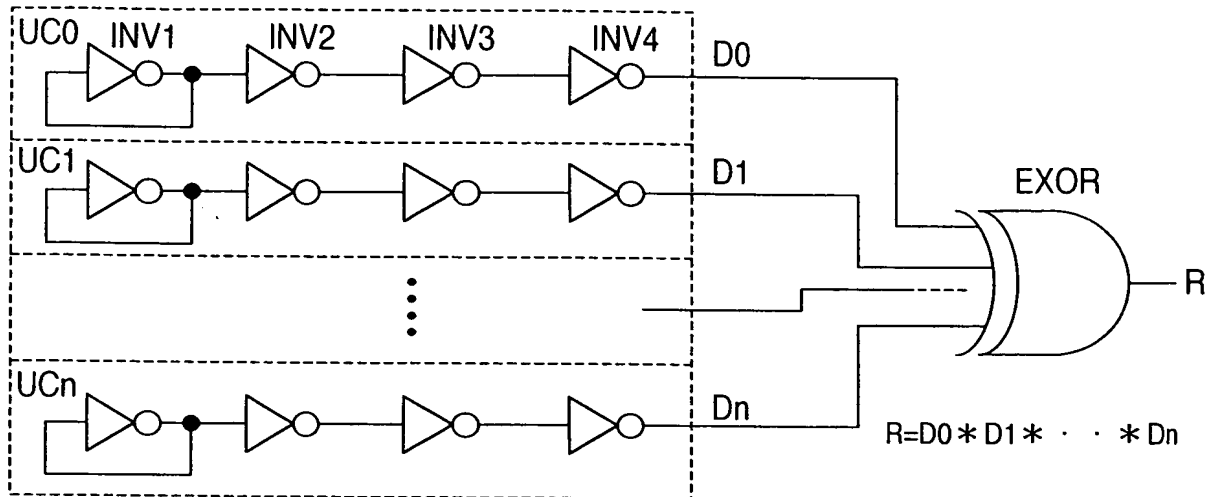 UC0 INV1 INV2 INV3 INV4 D0
UC1 D1
EXOR
R
UCn Dn
R=D0＊D1＊・・・＊Dn